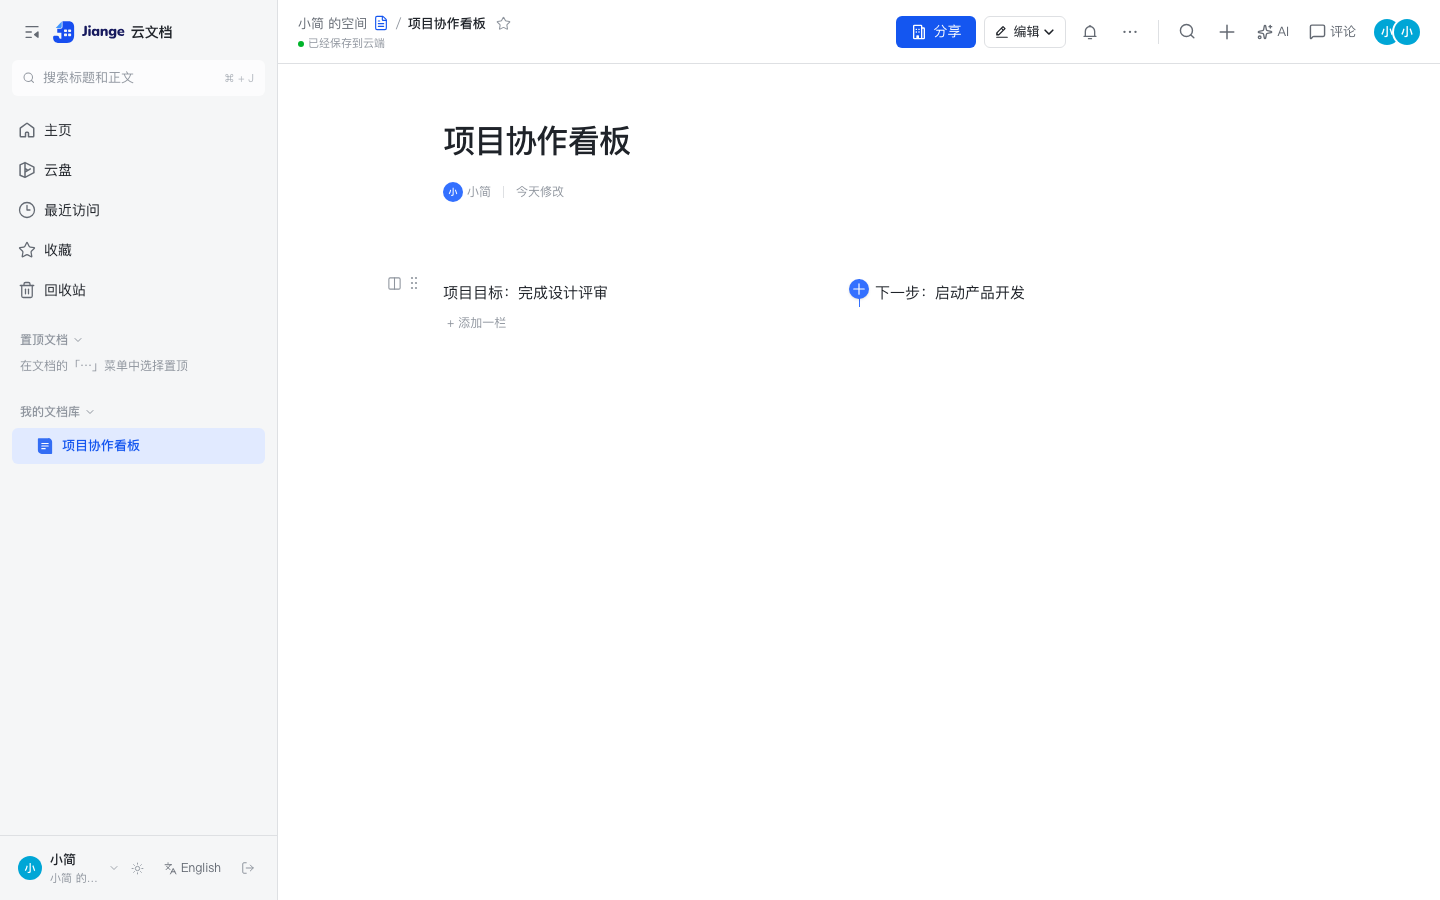 Jiange 云文档
搜索标题和正文 ⌘ + J
主页
云盘
最近访问
收藏
回收站
置顶文档
在文档的「···」菜单中选择置顶
我的文档库
项目协作看板
小 小简
小简 的...
English
小简 的空间 / 项目协作看板
已经保存到云端
分享 编辑 AI 评论 小 小
项目协作看板
小 小简 今天修改
项目目标：完成设计评审 下一步：启动产品开发
+ 添加一栏